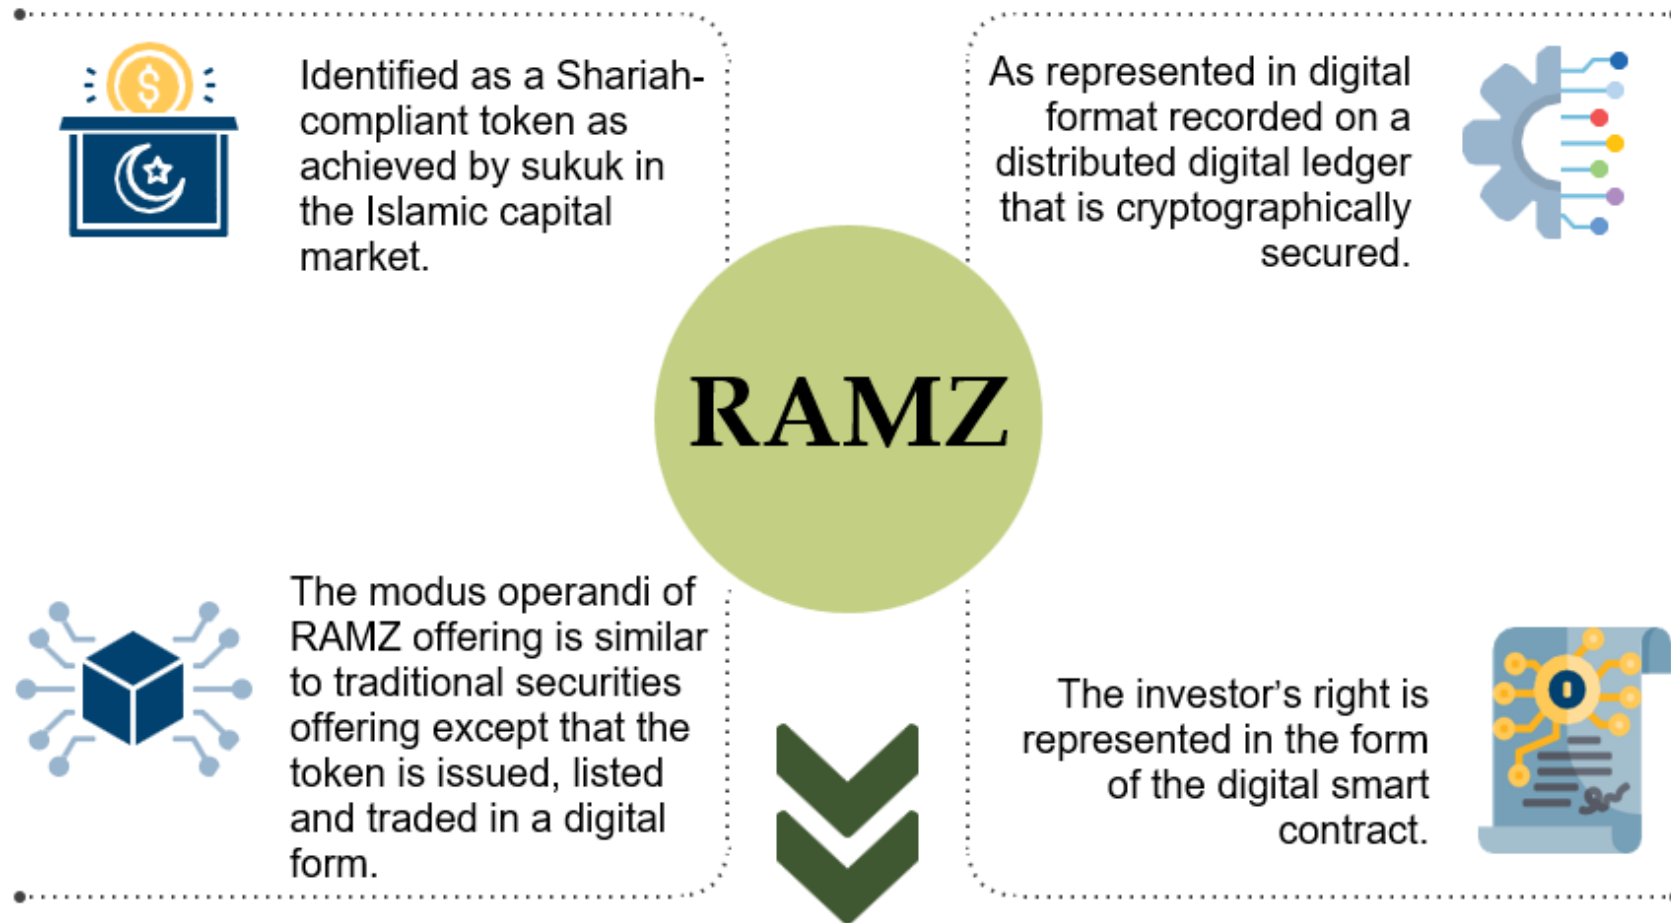 Identified as a Shariah-
compliant token as
achieved by sukuk in
the Islamic capital
market.
As represented in digital
format recorded on a
distributed digital ledger
that is cryptographically
secured.
RAMZ
The modus operandi of
RAMZ offering is similar
to traditional securities
offering except that the
token is issued, listed
and traded in a digital
form.
The investor’s right is
represented in the form
of the digital smart
contract.